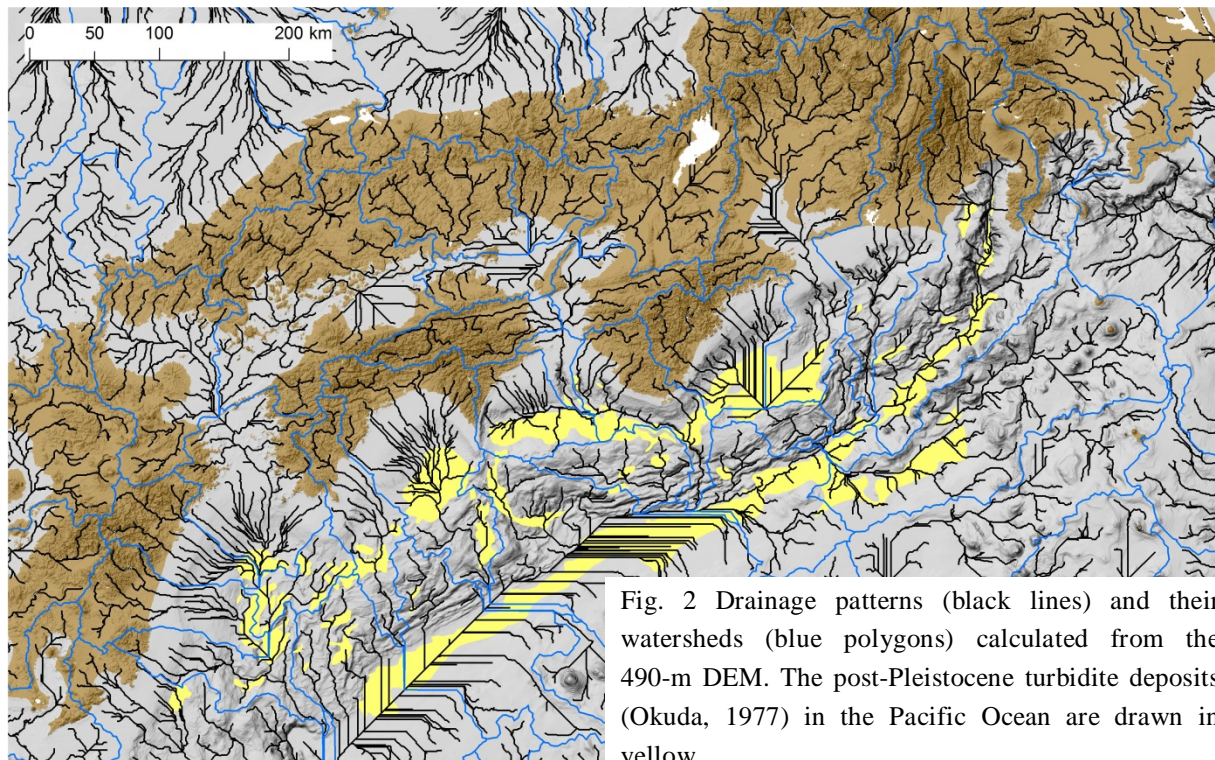 0 50 100 200 km
Fig. 2 Drainage patterns (black lines) and their
watersheds (blue polygons) calculated from the
490-m DEM. The post-Pleistocene turbidite deposits
(Okuda, 1977) in the Pacific Ocean are drawn in
yellow